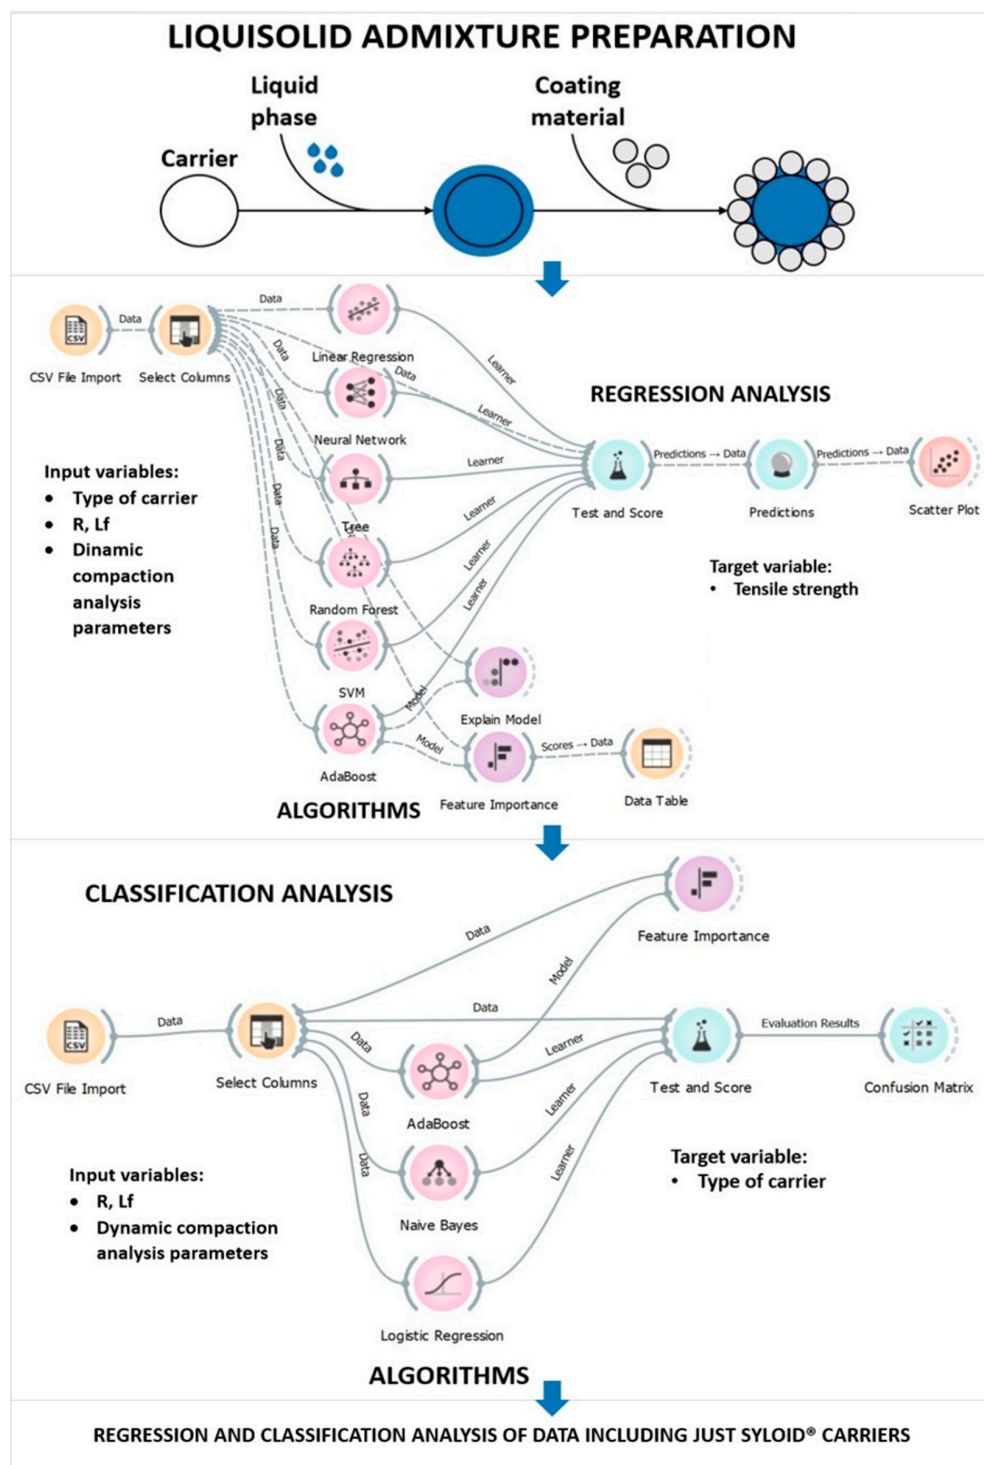 LIQUISOLID ADMIXTURE PREPARATION
Liquid
phase
Coating
material
Carrier
Data
Data
Linear Regression
CSV File Import
Select Columns
Data
Data
Learner
REGRESSION ANALYSIS
Data
Learner
Neural Network
Data
Learner
Predictions → Data
Predictions → Data
Input variables:
• Type of carrier
• R, Lf
• Dinamic
compaction
analysis
parameters
Data
Data
Tree
Learner
Test and Score
Predictions
Scatter Plot
Learner
Target variable:
• Tensile strength
Random Forest
Learner
SVM
Model
Explain Model
Model
Scores → Data
AdaBoost
ALGORITHMS
Feature Importance
Data Table
CLASSIFICATION ANALYSIS
Data
Feature Importance
Model
Data
Data
Evaluation Results
CSV File Import
Select Columns
Data
Learner
Test and Score
Confusion Matrix
Data
AdaBoost
Learner
Data
Learner
Input variables:
• R, Lf
• Dynamic compaction
analysis parameters
Target variable:
• Type of carrier
Naive Bayes
Logistic Regression
ALGORITHMS
REGRESSION AND CLASSIFICATION ANALYSIS OF DATA INCLUDING JUST SYLOID® CARRIERS